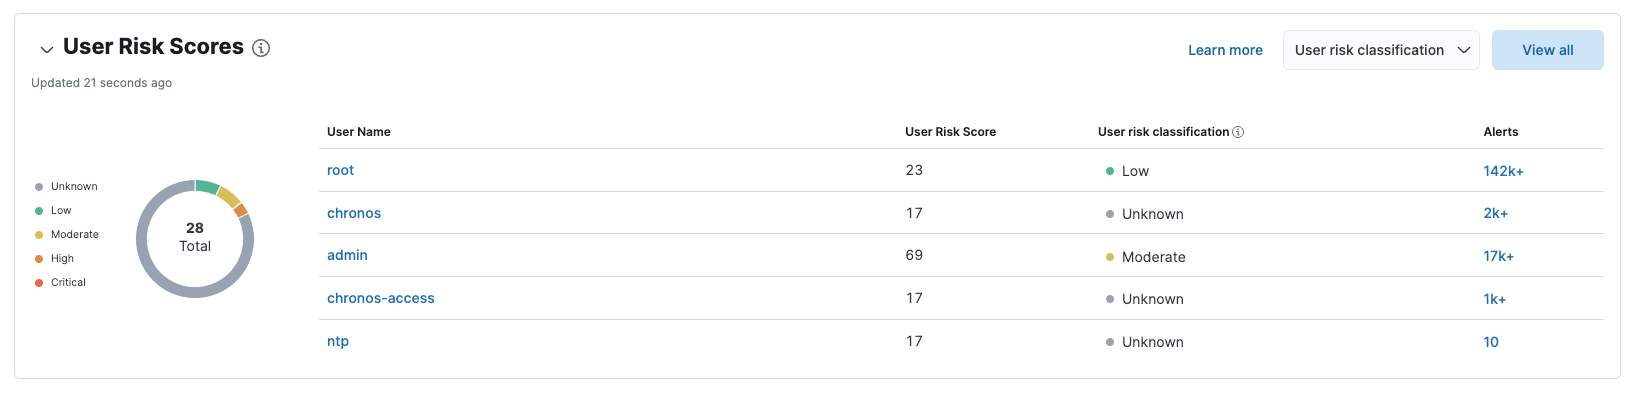 User Risk Scores
Learn more
User risk classification
View all
Updated 21 seconds ago
Unknown
Low
Moderate
High
Critical
28
Total
User Name User Risk Score User risk classification Alerts
root 23 Low 142k+
chronos 17 Unknown 2k+
admin 69 Moderate 17k+
chronos-access 17 Unknown 1k+
ntp 17 Unknown 10